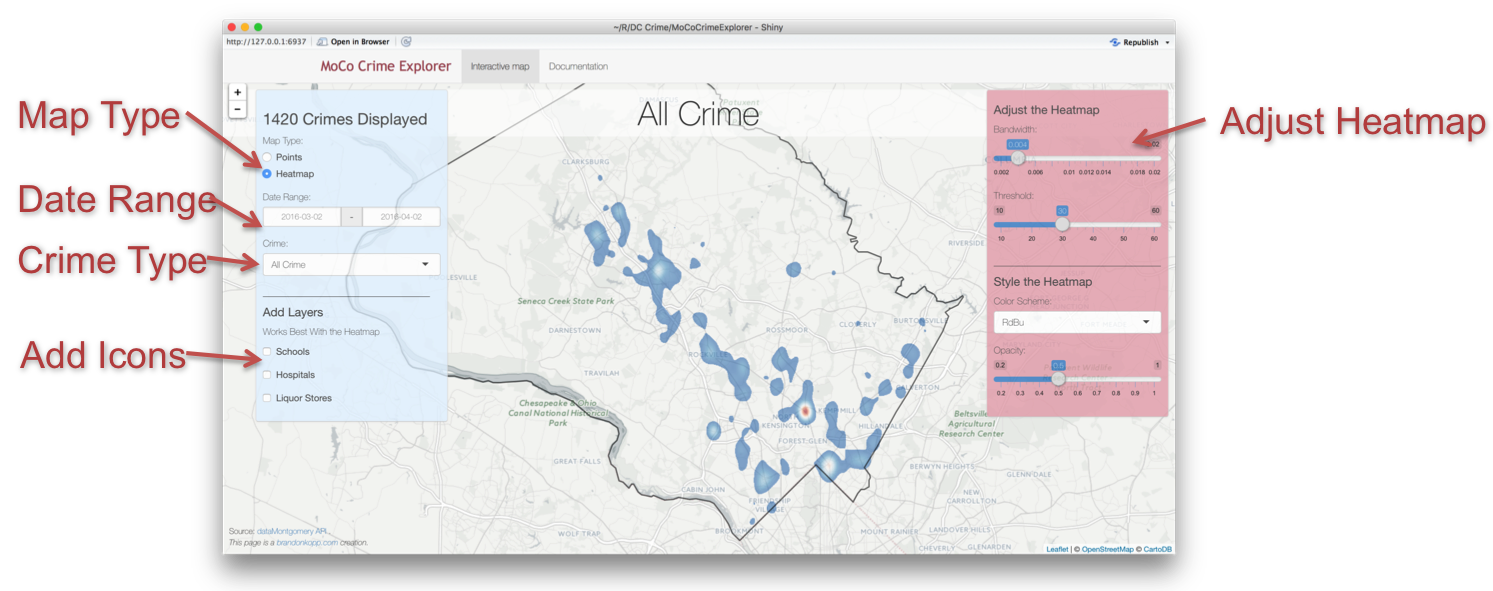 ~/R/DC Crime/MoCoCrimeExplorer - Shiny
http://127.0.0.1:6937 Open in Browser Republish
MoCo Crime Explorer Interactive map Documentation
+
-
All Crime
Map Type
Date Range
Crime Type
Add Icons
1420 Crimes Displayed
Map Type:
Points
Heatmap
Date Range:
2016-03-02 - 2016-04-02
Crime:
All Crime
Add Layers
Works Best With the Heatmap
Schools
Hospitals
Liquor Stores
Patuxent
CLARKSBURG
RIVERSIDE
Seneco Creek State Park
DARNESTOWN
ROSSMOOR
CLOVERLY
BURTONSVILLE
ROCKVILLE
TRAVILAH
CALVERTON
Chesapeake & Ohio
Canal National Historical
Park
KEMP MILL
KENSINGTON
HILLANDALE
FOREST GLEN
Beltsville
Agricultural
Research Center
GREAT FALLS
BERWYN HEIGHTS
GLENN DALE
CABIN JOHN
NEW
CARROLLTON
FRIENDSHIP
VILLAGE
BROOKMONT
WOLF TRAP
MOUNT RAINIER
LANDOVER HILLS
CHEVERLY
GLENARDEN
Adjust Heatmap
Adjust the Heatmap
Bandwidth:
0.004
0.002 0.006 0.01 0.012 0.014 0.018 0.02
Threshold:
10 30 60
10 20 30 40 50 60
Style the Heatmap
Color Scheme:
RdBu
Opacity:
0.2 0.5 1
0.2 0.3 0.4 0.5 0.6 0.7 0.8 0.9 1
Source: dataMontgomery API
This page is a brandonkopp.com creation.
Leaflet | © OpenStreetMap © CartoDB